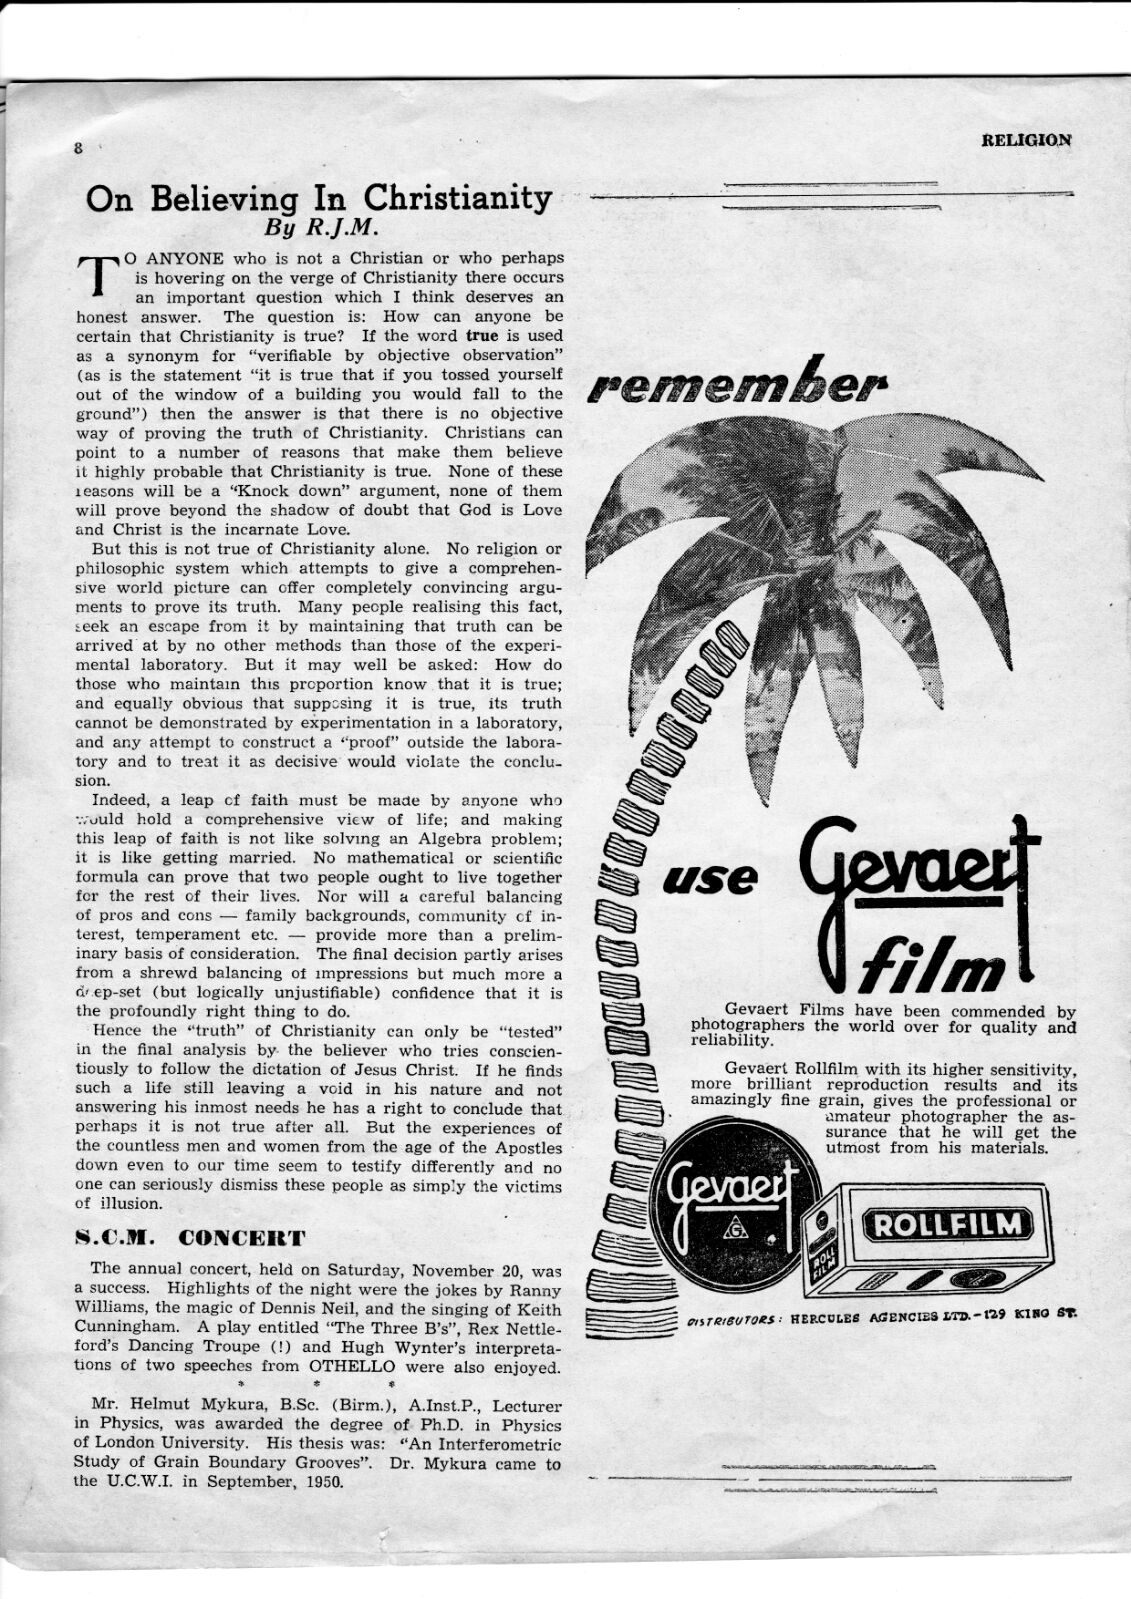 8
RELIGION
On Believing In Christianity
By R.J.M.
TO ANYONE who is not a Christian or who perhaps
is hovering on the verge of Christianity there occurs
an important question which I think deserves an
honest answer. The question is: How can anyone be
certain that Christianity is true? If the word true is used
as a synonym for "verifiable by objective observation"
(as is the statement "it is true that if you tossed yourself
out of the window of a building you would fall to the
ground") then the answer is that there is no objective
way of proving the truth of Christianity. Christians can
point to a number of reasons that make them believe
it highly probable that Christianity is true. None of these
reasons will be a "Knock down" argument, none of them
will prove beyond the shadow of doubt that God is Love
and Christ is the incarnate Love.
But this is not true of Christianity alone. No religion or
philosophic system which attempts to give a comprehen-
sive world picture can offer completely convincing argu-
ments to prove its truth. Many people realising this fact,
seek an escape from it by maintaining that truth can be
arrived at by no other methods than those of the experi-
mental laboratory. But it may well be asked: How do
those who maintain this proportion know that it is true;
and equally obvious that supposing it is true, its truth
cannot be demonstrated by experimentation in a laboratory,
and any attempt to construct a "proof" outside the labora-
tory and to treat it as decisive would violate the conclu-
sion.
Indeed, a leap of faith must be made by anyone who
would hold a comprehensive view of life; and making
this leap of faith is not like solving an Algebra problem;
it is like getting married. No mathematical or scientific
formula can prove that two people ought to live together
for the rest of their lives. Nor will a careful balancing
of pros and cons — family backgrounds, community of in-
terest, temperament etc. — provide more than a prelim-
inary basis of consideration. The final decision partly arises
from a shrewd balancing of impressions but much more a
deep-set (but logically unjustifiable) confidence that it is
the profoundly right thing to do.
Hence the "truth" of Christianity can only be "tested"
in the final analysis by the believer who tries conscien-
tiously to follow the dictation of Jesus Christ. If he finds
such a life still leaving a void in his nature and not
answering his inmost needs he has a right to conclude that
perhaps it is not true after all. But the experiences of
the countless men and women from the age of the Apostles
down even to our time seem to testify differently and no
one can seriously dismiss these people as simply the victims
of illusion.
S.C.M. CONCERT
The annual concert, held on Saturday, November 20, was
a success. Highlights of the night were the jokes by Ranny
Williams, the magic of Dennis Neil, and the singing of Keith
Cunningham. A play entitled "The Three B's", Rex Nettle-
ford's Dancing Troupe (!) and Hugh Wynter's interpreta-
tions of two speeches from OTHELLO were also enjoyed.
* * *
Mr. Helmut Mykura, B.Sc. (Birm.), A.Inst.P., Lecturer
in Physics, was awarded the degree of Ph.D. in Physics
of London University. His thesis was: "An Interferometric
Study of Grain Boundary Grooves". Dr. Mykura came to
the U.C.W.I. in September, 1950.
remember
use Gevaert
film
Gevaert Films have been commended by
photographers the world over for quality and
reliability.
Gevaert Rollfilm with its higher sensitivity,
more brilliant reproduction results and its
amazingly fine grain, gives the professional or
amateur photographer the as-
surance that he will get the
utmost from his materials.
Gevaert
G
ROLL
FILM
ROLLFILM
DISTRIBUTORS: HERCULES AGENCIES LTD.-129 KING ST.